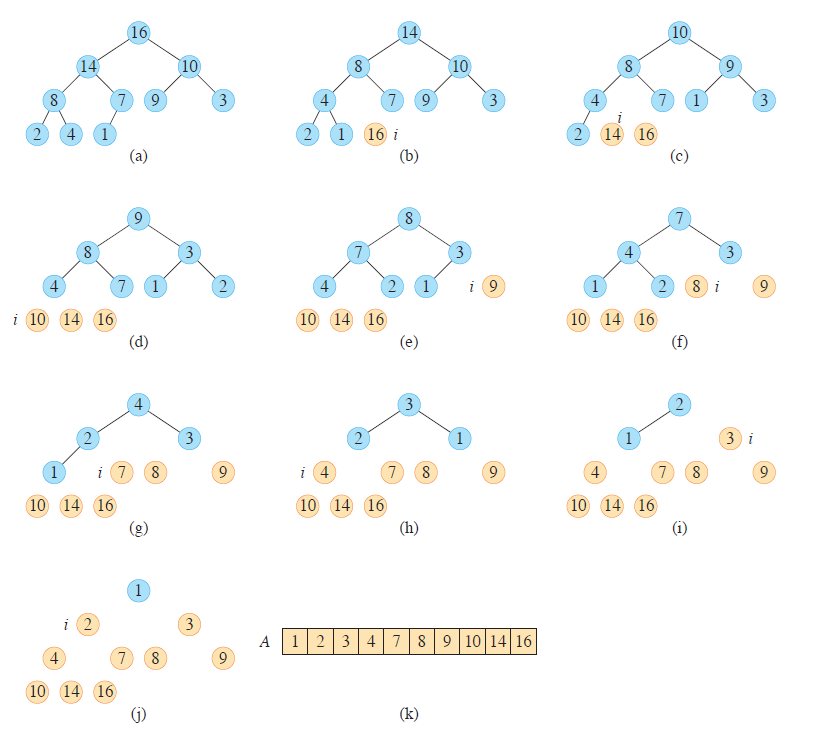 16 14 10
14 10 8 10 9
8 7 9 3 4 7 9 3 4 7 1 3
i
2 4 1 2 1 16 i 2 14 16
(a) (b) (c)
9 8 7
8 3 7 3 4 3
4 7 1 2 4 2 1 i 9 1 2 8 i 9
i 10 14 16 10 14 16 10 14 16
(d) (e) (f)
4 3 2
2 3 2 1 1 3 i
1 i 7 8 9 i 4 7 8 9 4 7 8 9
10 14 16 10 14 16 10 14 16
(g) (h) (i)
1
i 2 3
A 1 2 3 4 7 8 9 10 14 16
4 7 8 9
10 14 16
(j) (k)